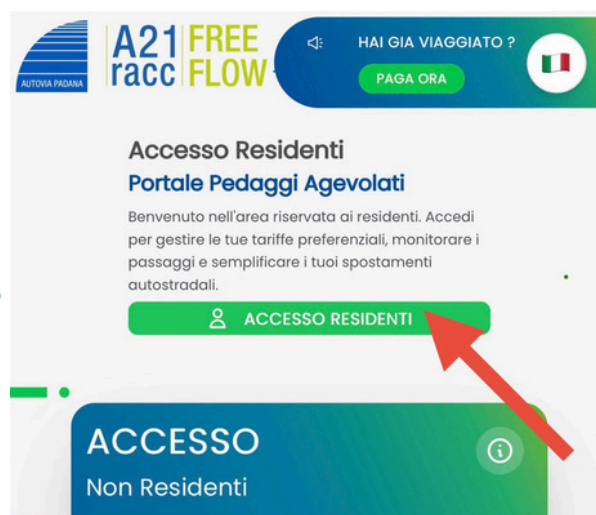 A21 FREE
racc FLOW
AUTOVIA PADANA
HAI GIA VIAGGIATO ?
PAGA ORA
Accesso Residenti
Portale Pedaggi Agevolati
Benvenuto nell'area riservata ai residenti. Accedi
per gestire le tue tariffe preferenziali, monitorare i
passaggi e semplificare i tuoi spostamenti
autostradali.
ACCESSO RESIDENTI
ACCESSO
Non Residenti